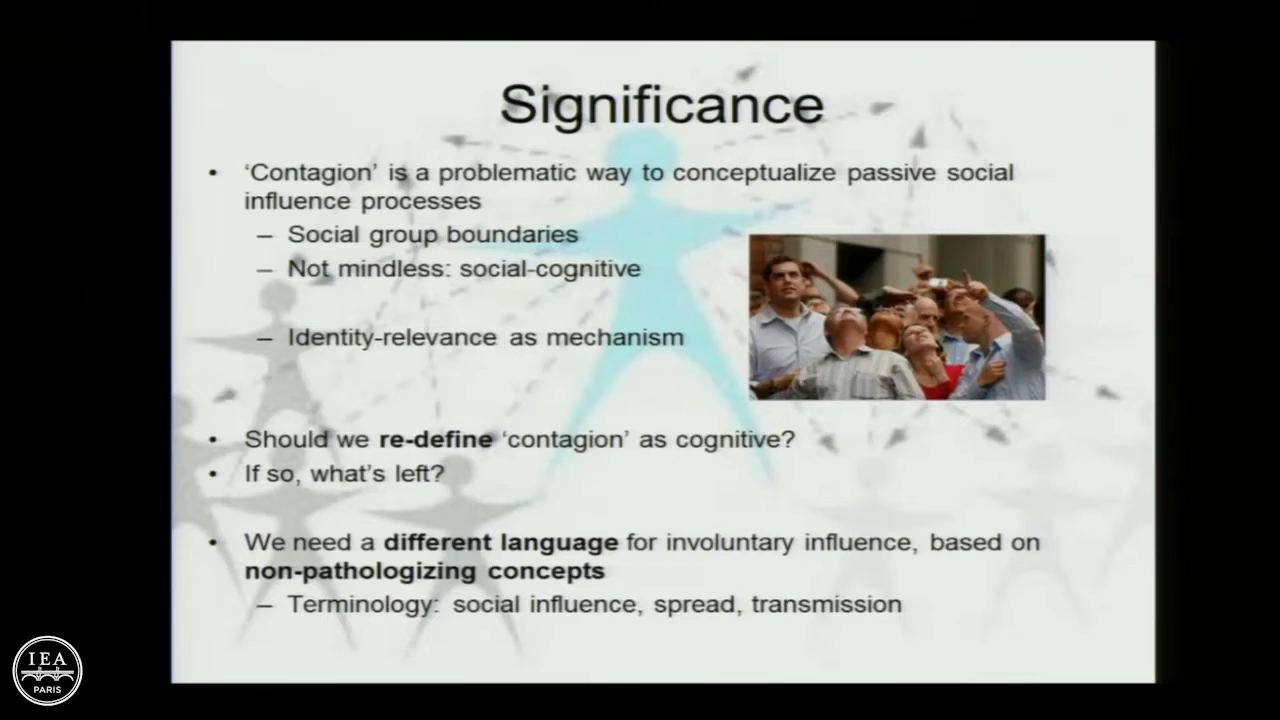 Significance
• ‘Contagion’ is a problematic way to conceptualize passive social
influence processes
– Social group boundaries
– Not mindless: social-cognitive
– Identity-relevance as mechanism
• Should we re-define ‘contagion’ as cognitive?
• If so, what’s left?
• We need a different language for involuntary influence, based on
non-pathologizing concepts
– Terminology: social influence, spread, transmission
IEA
PARIS